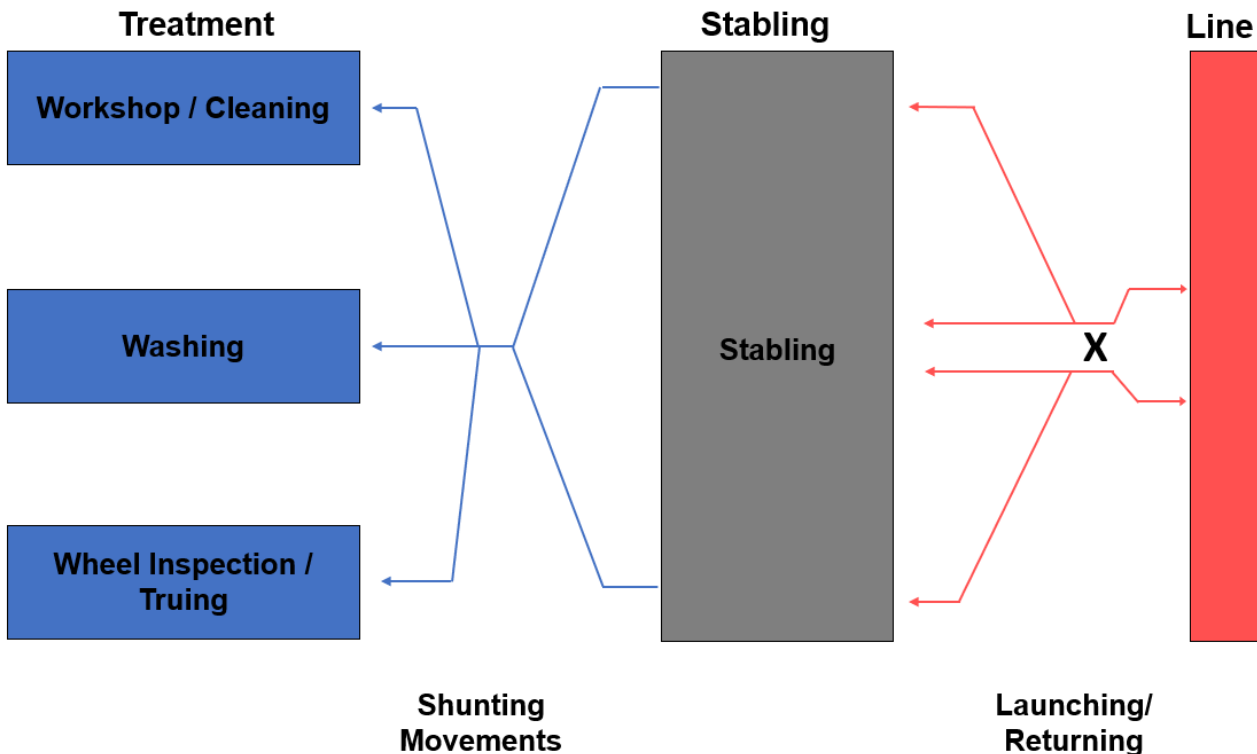 Treatment
Stabling
Line
Workshop / Cleaning
Washing
Stabling
X
Wheel Inspection /
Truing
Shunting
Movements
Launching/
Returning